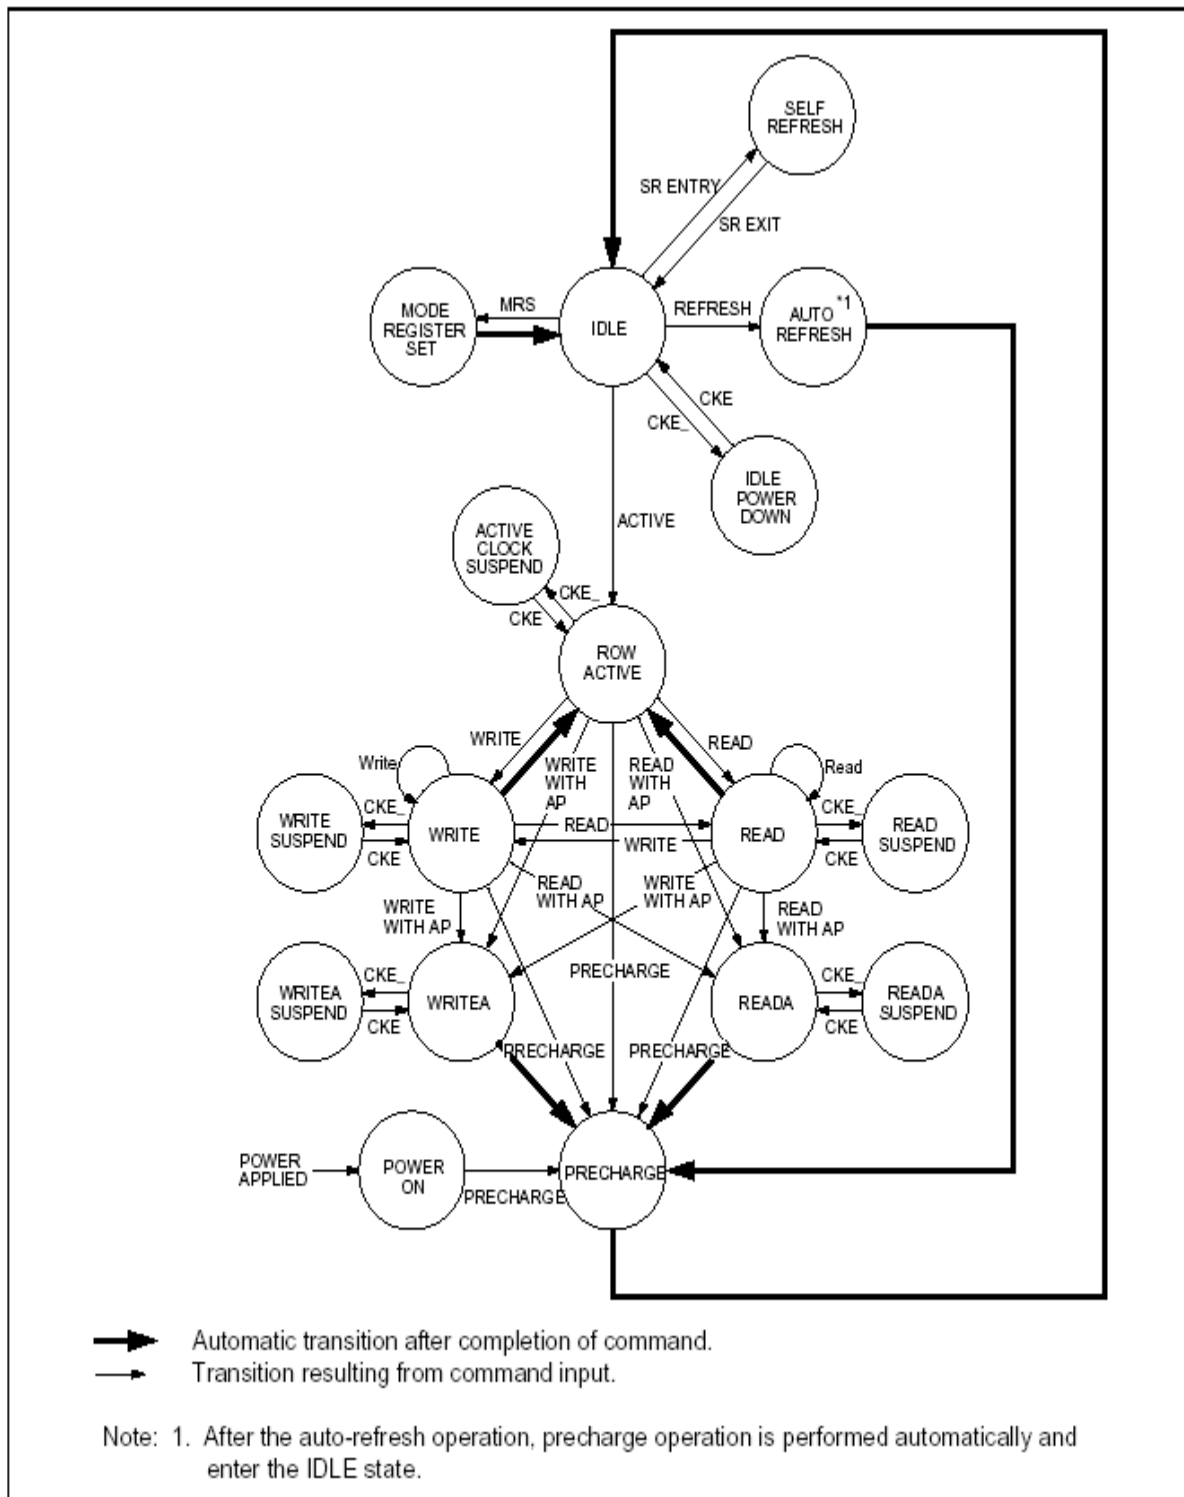 SELF
REFRESH
SR ENTRY
SR EXIT
MODE
REGISTER
SET
MRS
IDLE
REFRESH
AUTO *1
REFRESH
CKE
CKE_
IDLE
POWER
DOWN
ACTIVE
ACTIVE
CLOCK
SUSPEND
CKE_
CKE
ROW
ACTIVE
WRITE
WRITE
WITH
AP
READ
WITH
AP
READ
Write
Read
WRITE
SUSPEND
CKE_
CKE
WRITE
READ
WRITE
READ
CKE_
CKE
READ
SUSPEND
WRITE
WITH AP
READ
WITH AP
WRITE
WITH AP
READ
WITH AP
WRITEA
SUSPEND
CKE_
CKE
WRITEA
PRECHARGE
READA
CKE_
CKE
READA
SUSPEND
PRECHARGE
PRECHARGE
POWER
APPLIED
POWER
ON
PRECHARGE
PRECHARGE
Automatic transition after completion of command.
Transition resulting from command input.
Note: 1. After the auto-refresh operation, precharge operation is performed automatically and
enter the IDLE state.